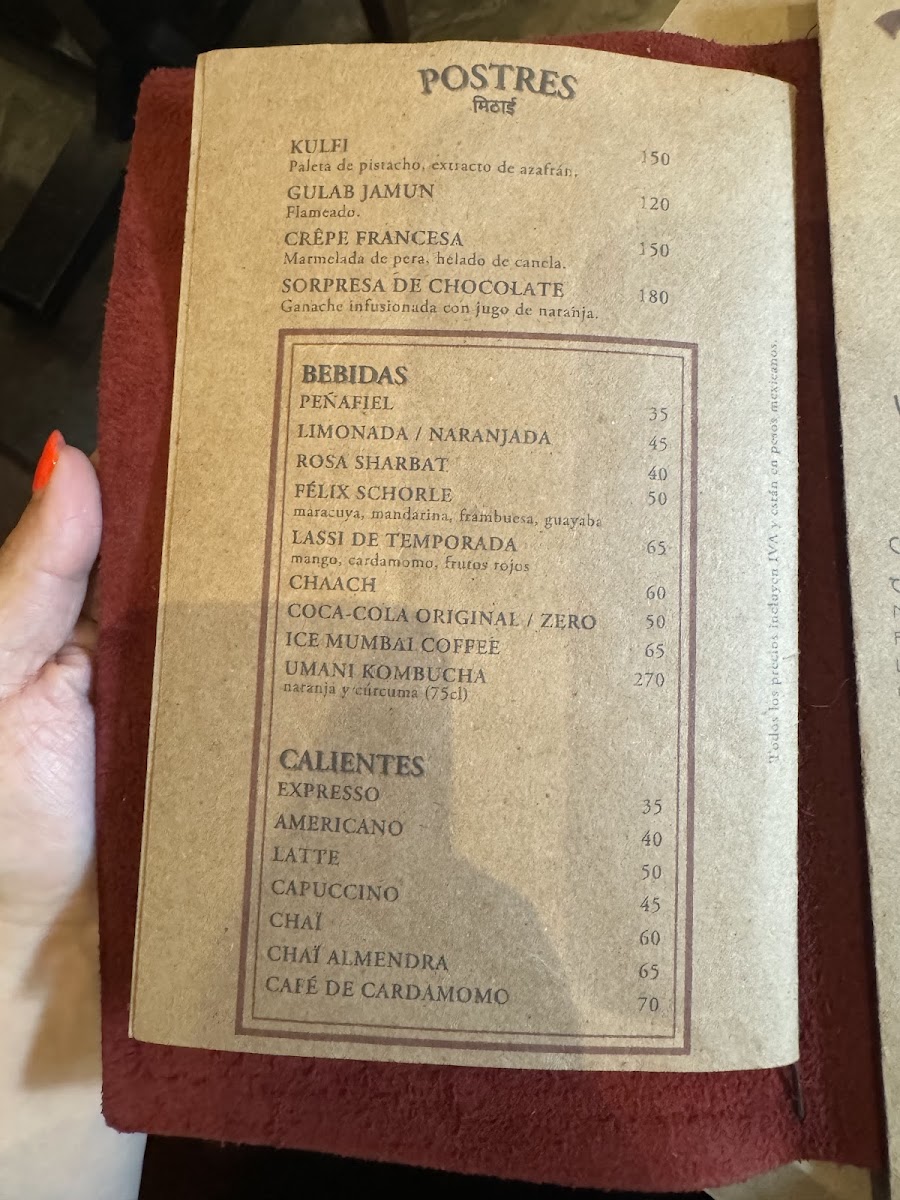 POSTRES
मिठाई
KULFI 150
Paleta de pistacho, extracto de azafrán.
GULAB JAMUN 120
Flameado.
CRÊPE FRANCESA 150
Marmelada de pera, helado de canela.
SORPRESA DE CHOCOLATE 180
Ganache infusionada con jugo de naranja.
BEBIDAS
PEÑAFIEL 35
LIMONADA / NARANJADA 45
ROSA SHARBAT 40
FÉLIX SCHORLE 50
maracuya, mandarina, frambuesa, guayaba
LASSI DE TEMPORADA 65
mango, cardamomo, frutos rojos
CHAACH 60
COCA-COLA ORIGINAL / ZERO 50
ICE MUMBAI COFFEE 65
UMANI KOMBUCHA 270
naranja y cúrcuma (75cl)
CALIENTES
EXPRESSO 35
AMERICANO 40
LATTE 50
CAPUCCINO 45
CHAÏ 60
CHAÏ ALMENDRA 65
CAFÉ DE CARDAMOMO 70
Todos los precios incluyen IVA y están en pesos mexicanos.